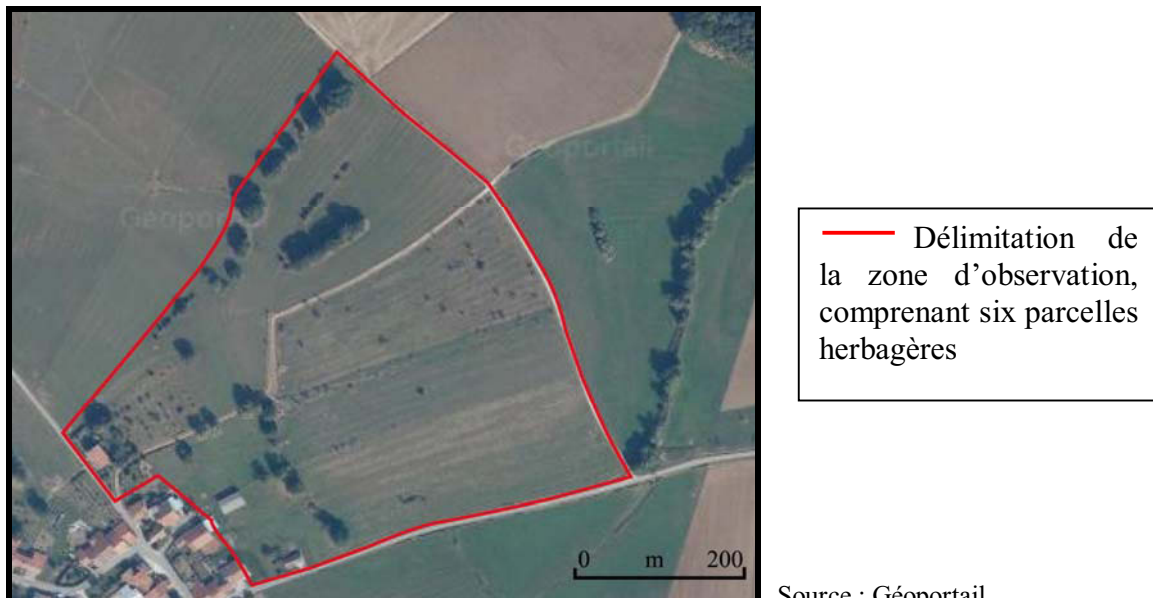 Géoportail
Géoportail
Délimitation de
la zone d’observation,
comprenant six parcelles
herbagères
0 m 200
Source : Géoportail